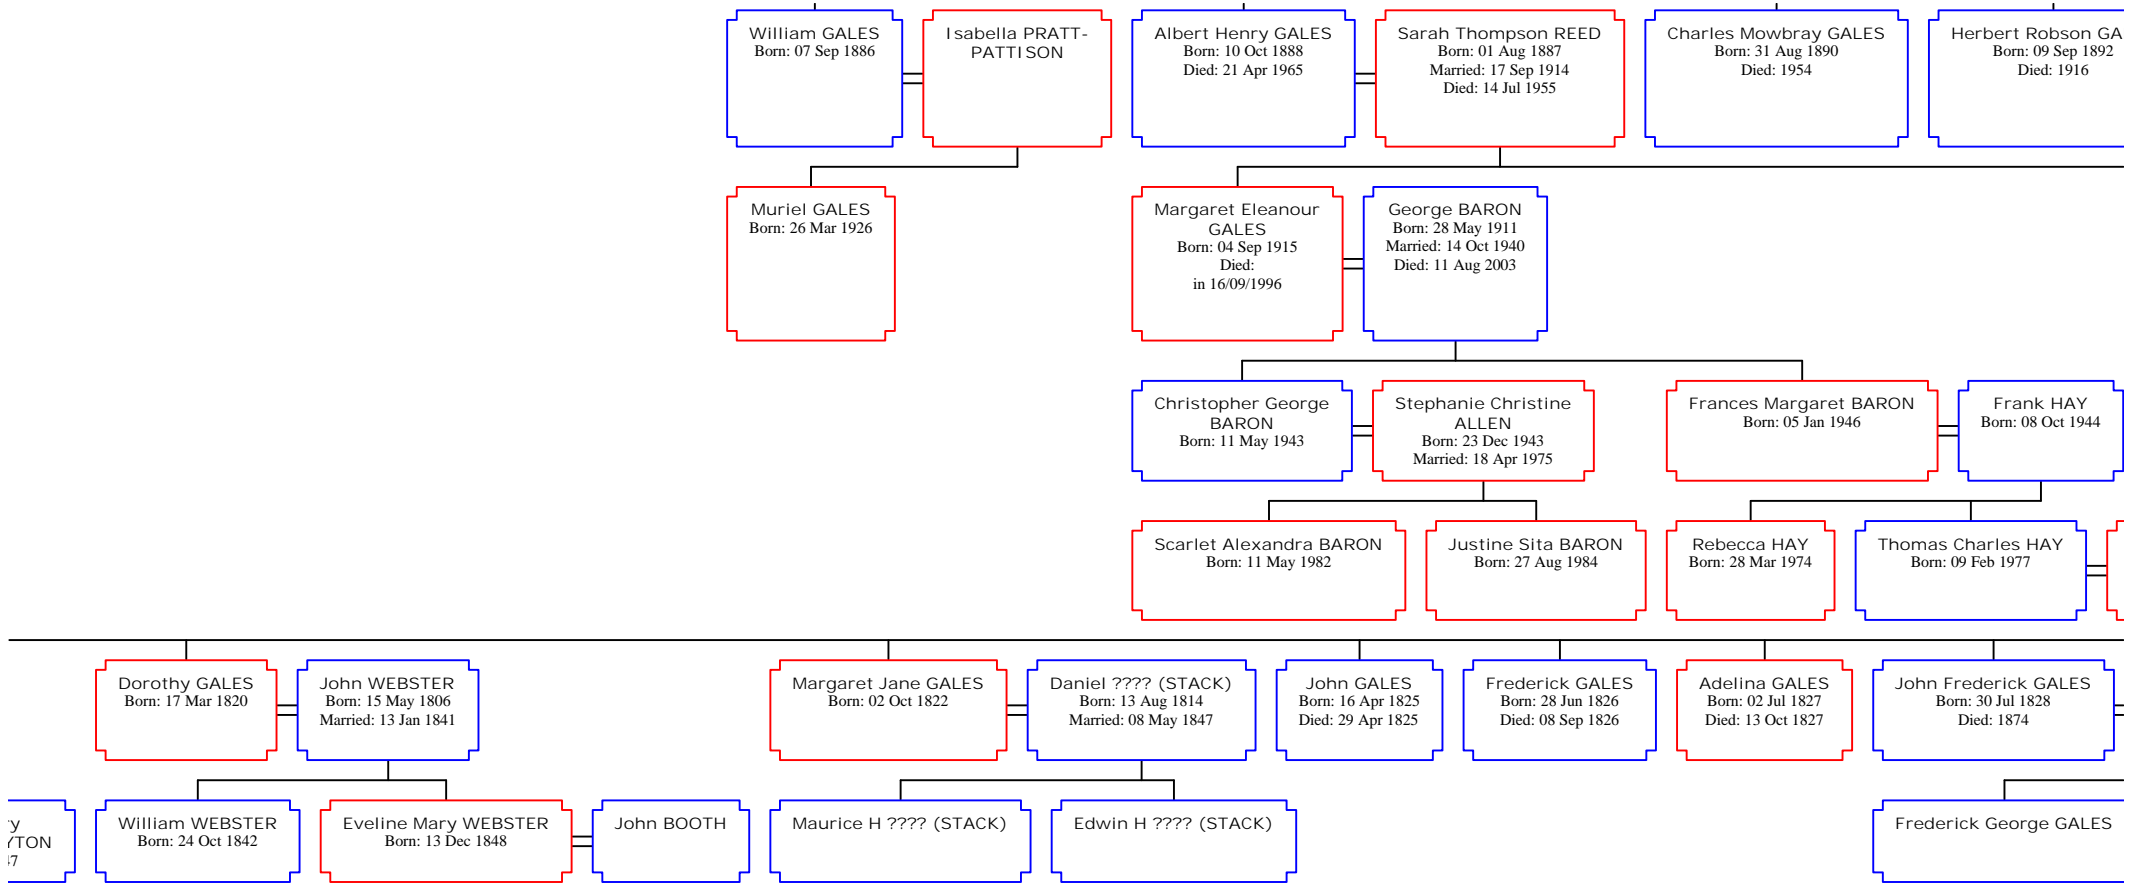 William GALES
Born: 07 Sep 1886
Isabella PRATT-
PATTISON
Albert Henry GALES
Born: 10 Oct 1888
Died: 21 Apr 1965
Sarah Thompson REED
Born: 01 Aug 1887
Married: 17 Sep 1914
Died: 14 Jul 1955
Charles Mowbray GALES
Born: 31 Aug 1890
Died: 1954
Herbert Robson GA
Born: 09 Sep 1892
Died: 1916
Muriel GALES
Born: 26 Mar 1926
Margaret Eleanour
GALES
Born: 04 Sep 1915
Died:
in 16/09/1996
George BARON
Born: 28 May 1911
Married: 14 Oct 1940
Died: 11 Aug 2003
Christopher George
BARON
Born: 11 May 1943
Stephanie Christine
ALLEN
Born: 23 Dec 1943
Married: 18 Apr 1975
Frances Margaret BARON
Born: 05 Jan 1946
Frank HAY
Born: 08 Oct 1944
Scarlet Alexandra BARON
Born: 11 May 1982
Justine Sita BARON
Born: 27 Aug 1984
Rebecca HAY
Born: 28 Mar 1974
Thomas Charles HAY
Born: 09 Feb 1977
Dorothy GALES
Born: 17 Mar 1820
John WEBSTER
Born: 15 May 1806
Married: 13 Jan 1841
Margaret Jane GALES
Born: 02 Oct 1822
Daniel ???? (STACK)
Born: 13 Aug 1814
Married: 08 May 1847
John GALES
Born: 16 Apr 1825
Died: 29 Apr 1825
Frederick GALES
Born: 28 Jun 1826
Died: 08 Sep 1826
Adelina GALES
Born: 02 Jul 1827
Died: 13 Oct 1827
John Frederick GALES
Born: 30 Jul 1828
Died: 1874
ry
YTON
47
William WEBSTER
Born: 24 Oct 1842
Eveline Mary WEBSTER
Born: 13 Dec 1848
John BOOTH
Maurice H ???? (STACK)
Edwin H ???? (STACK)
Frederick George GALES